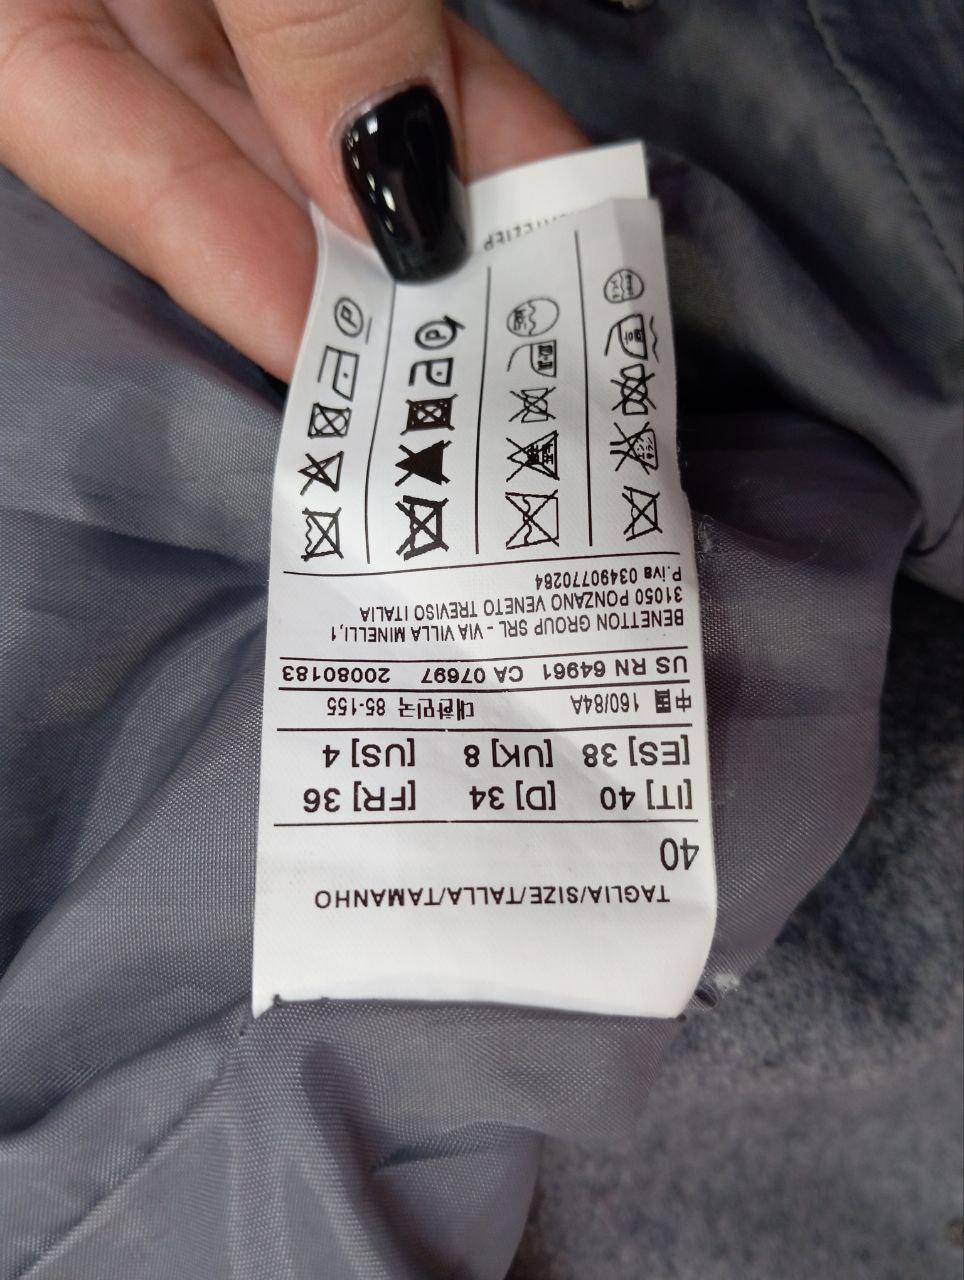 TAGLIA/SIZE/TALLA/TAMANHO
40
[IT] 40 [D] 34 [FR] 36
[ES] 38 [UK] 8 [US] 4
中國 160/84A 대한민국 85-155
US RN 64961 CA 07697 20080183
BENETTON GROUP SRL - VIA VILLA MINELLI,1
31050 PONZANO VENETO TREVISO ITALIA
P.iva 03490770264